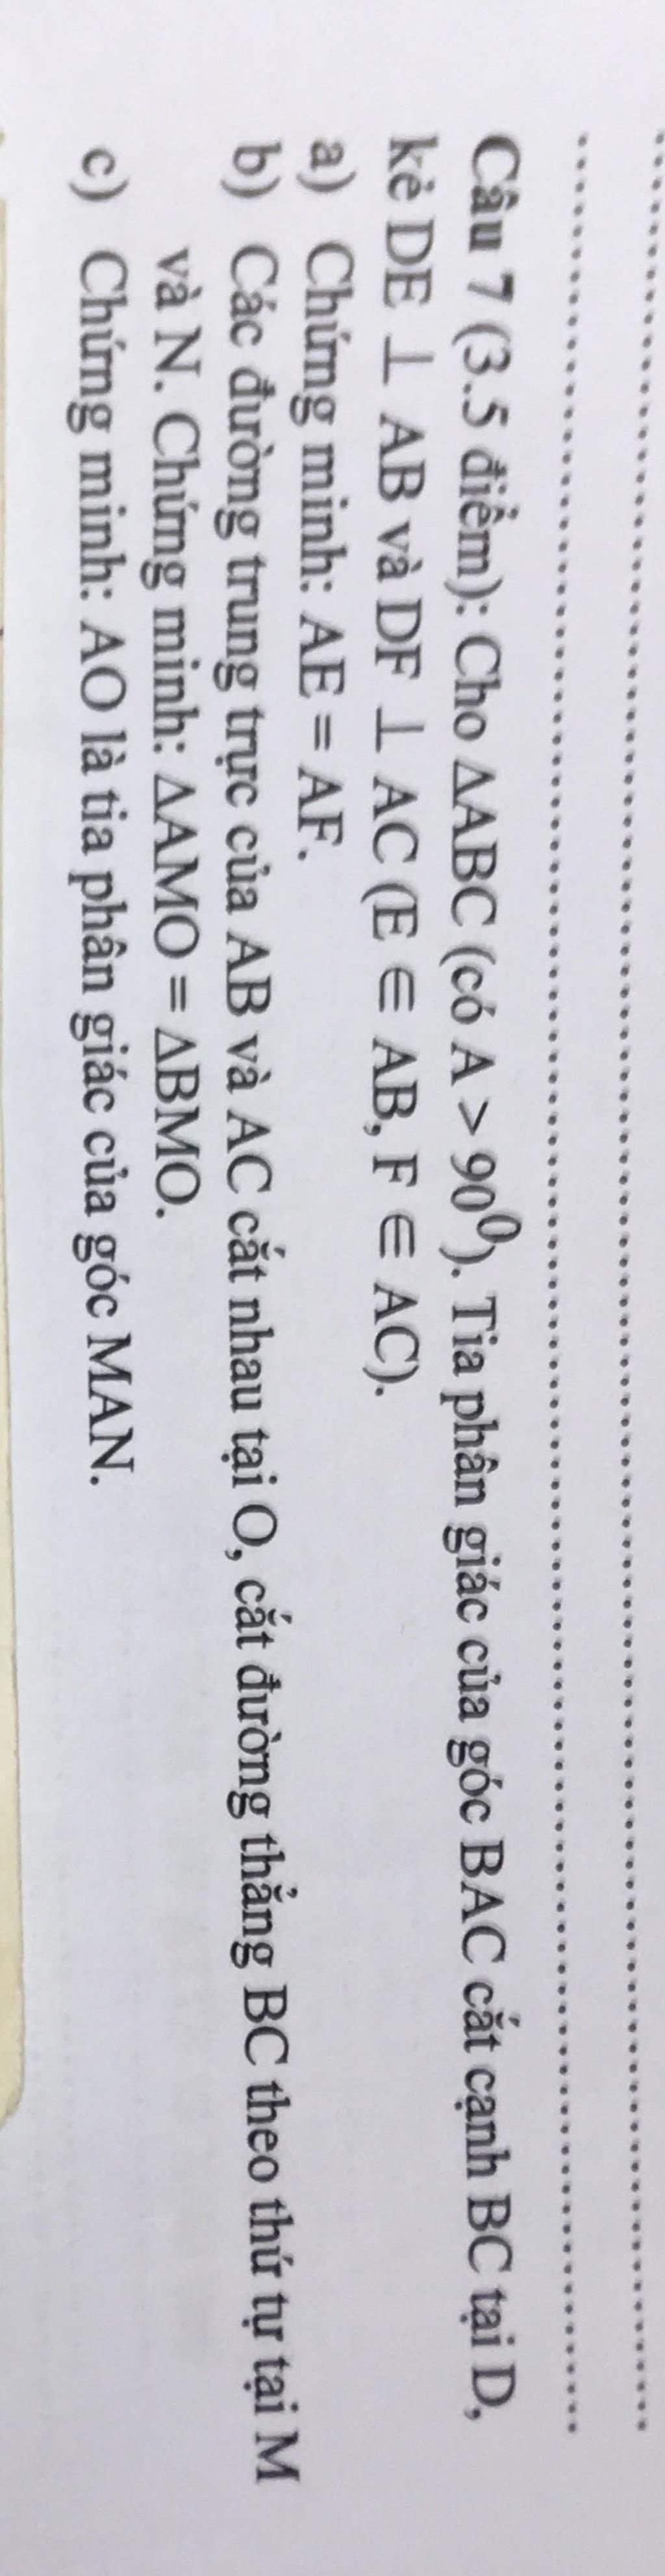 Câu 7 (3.5 điểm): Cho ΔABC (có A > 90⁰). Tia phân giác của góc BAC cắt cạnh BC tại D,
kẻ DE ⊥ AB và DF ⊥ AC (E ∈ AB, F ∈ AC).
a) Chứng minh: AE = AF.
b) Các đường trung trực của AB và AC cắt nhau tại O, cắt đường thẳng BC theo thứ tự tại M
và N. Chứng minh: ΔAMO = ΔBMO.
c) Chứng minh: AO là tia phân giác của góc MAN.